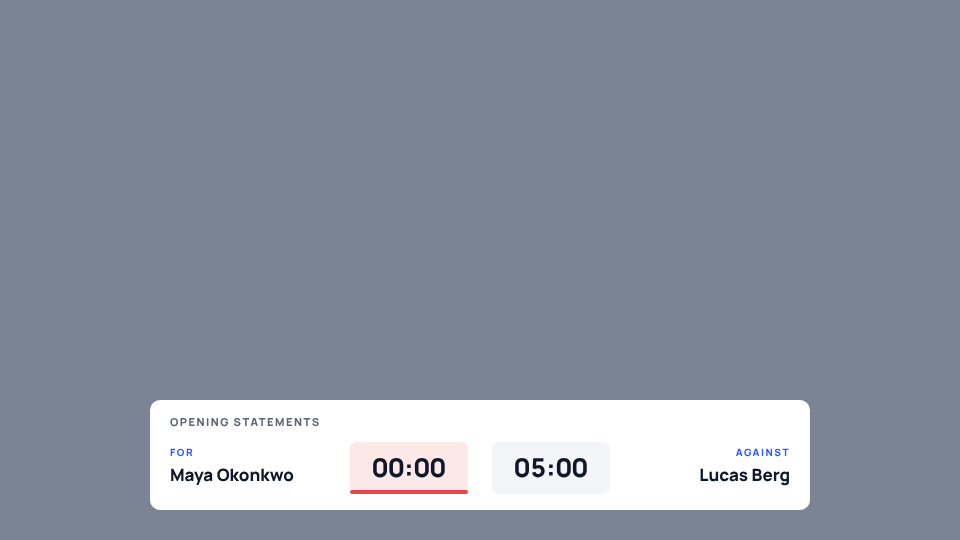 OPENING STATEMENTS
FOR
Maya Okonkwo
00:00
05:00
AGAINST
Lucas Berg